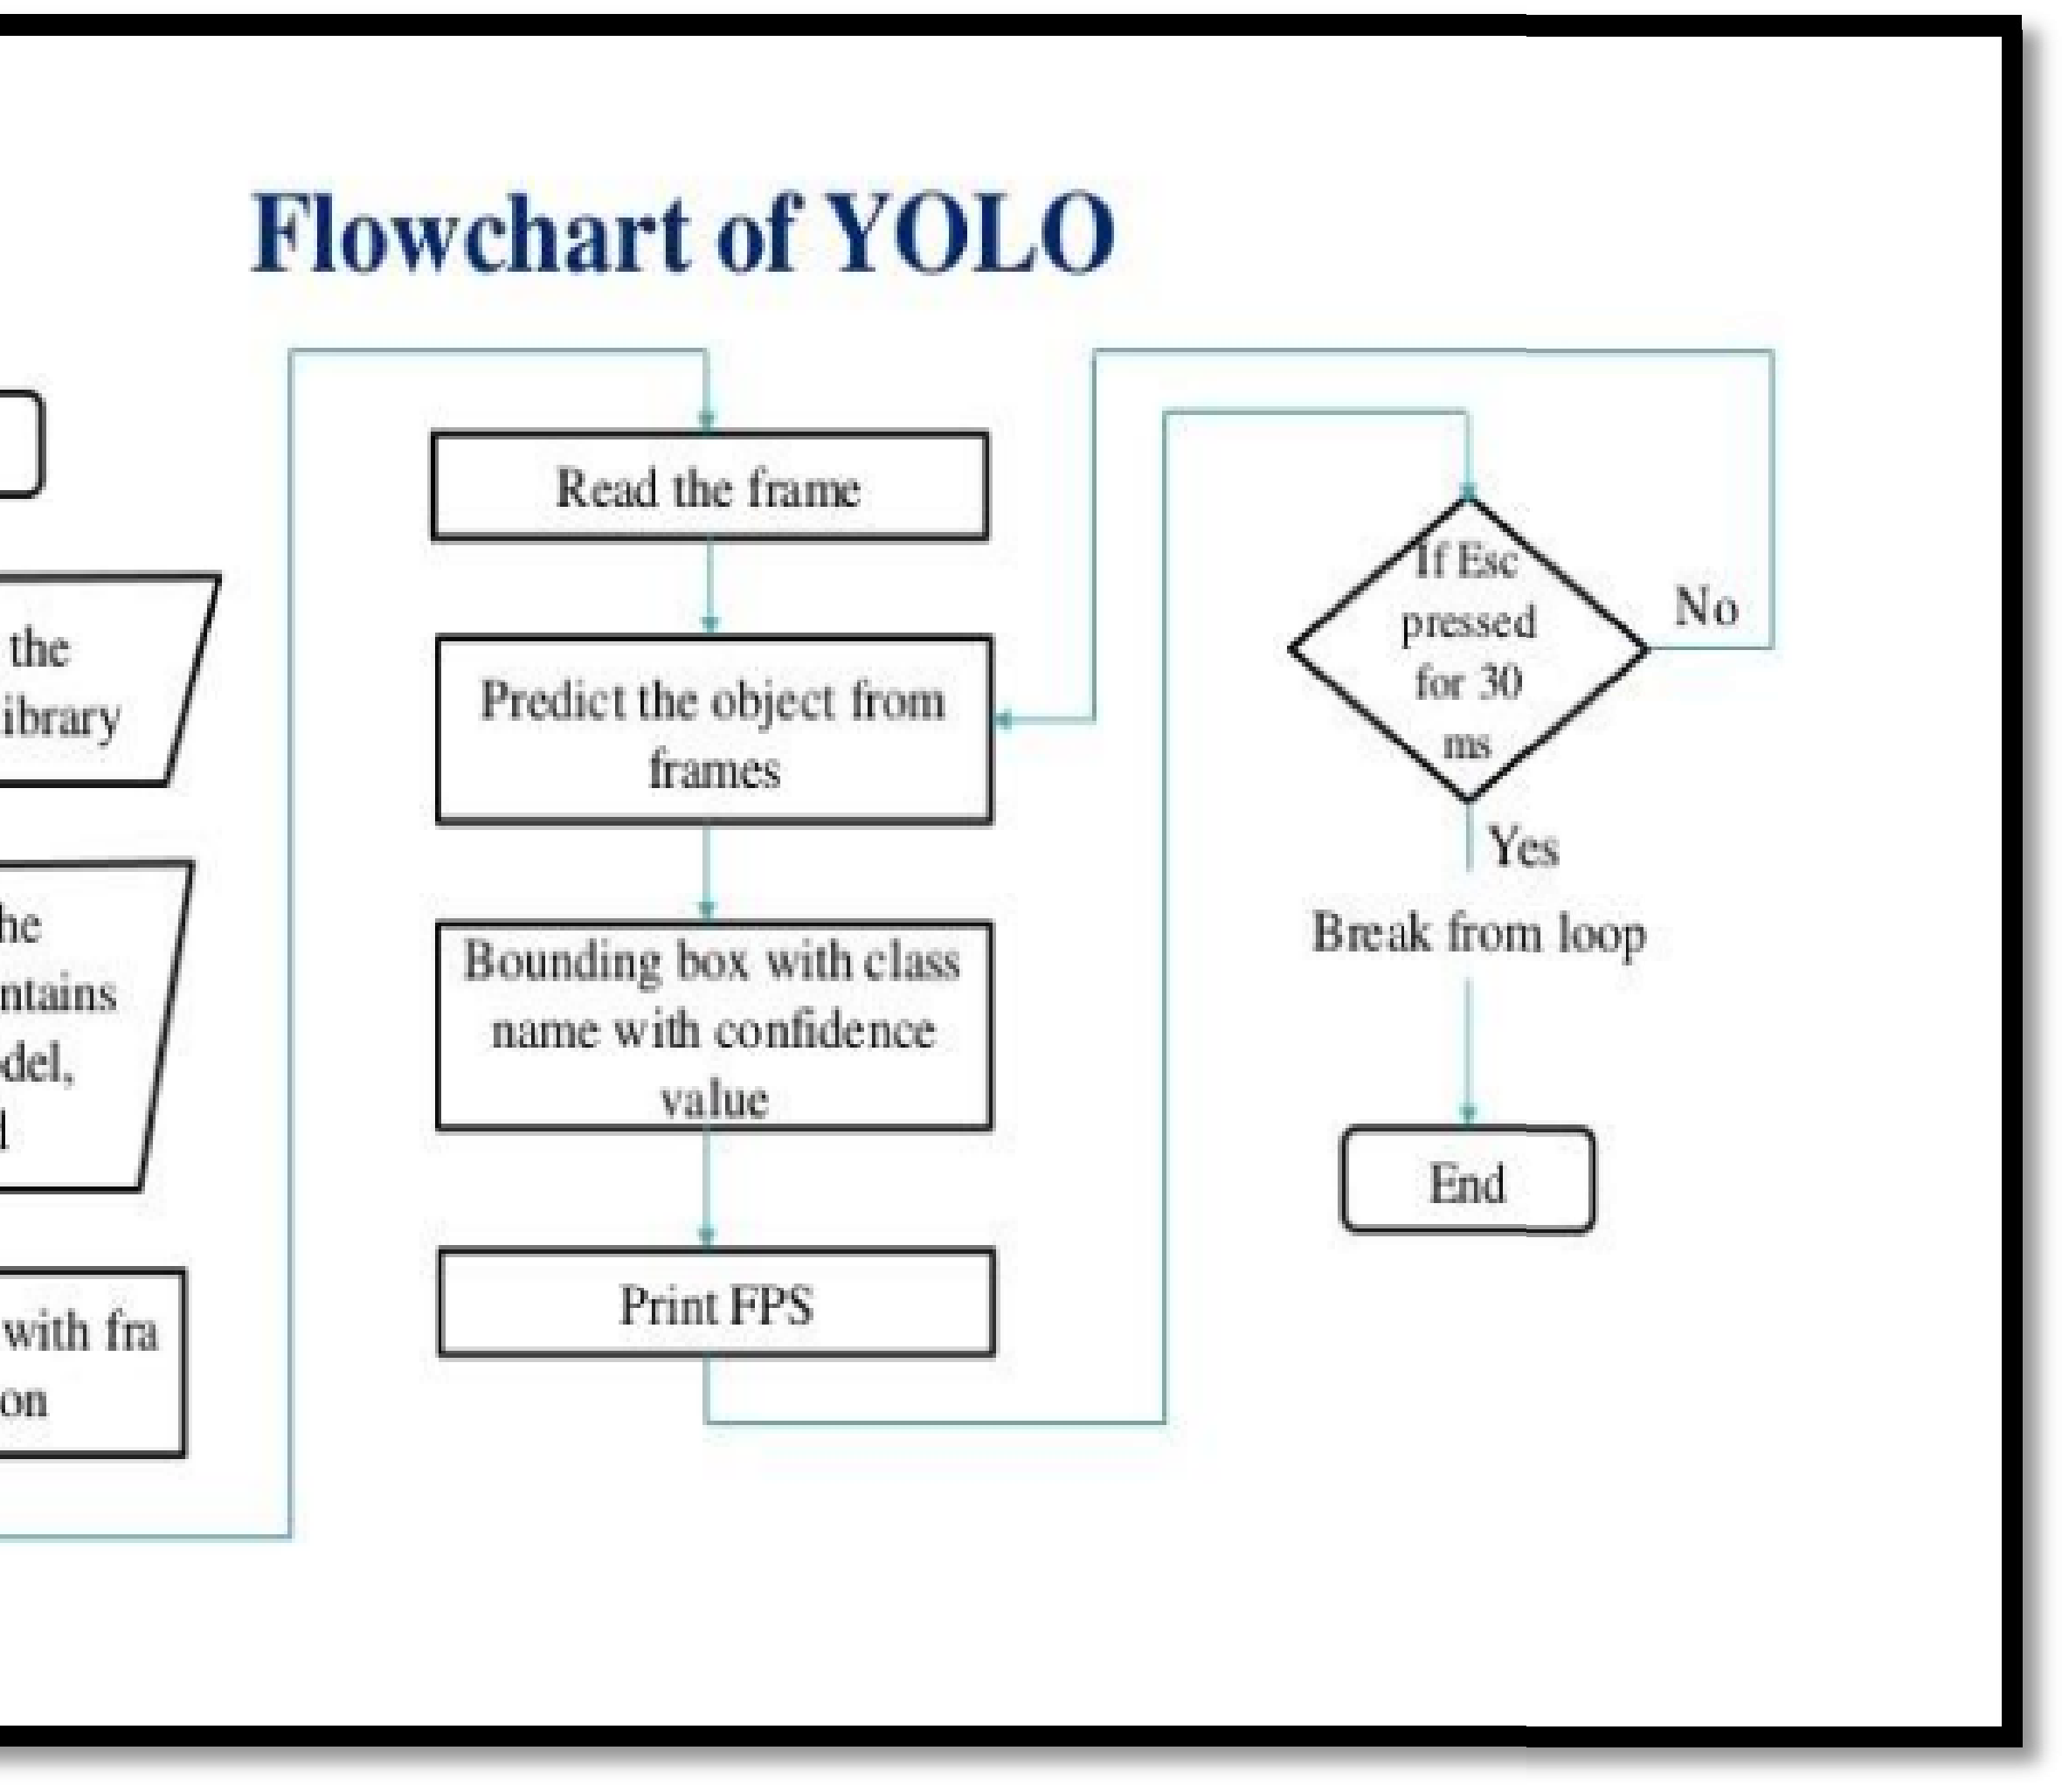 Flowchart of YOLO
the
ibrary
he
ntains
del,
with fra
on
Read the frame
Predict the object from
frames
Bounding box with class
name with confidence
value
Print FPS
If Esc
pressed
for 30
ms
No
Yes
Break from loop
End